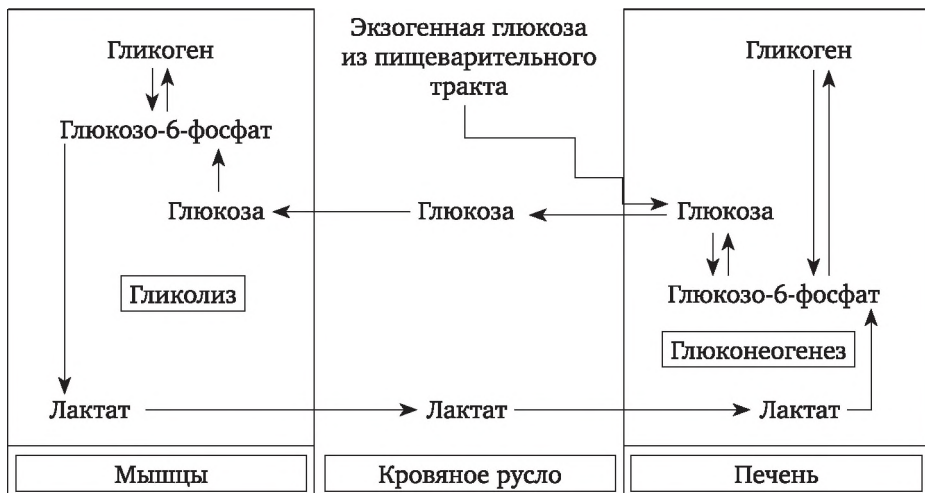 Гликоген
Глюкозо-6-фосфат
Глюкоза
Гликолиз
Лактат
Мышцы
Экзогенная глюкоза
из пищеварительного
тракта
Глюкоза
Лактат
Кровяное русло
Гликоген
Глюкоза
Глюкозо-6-фосфат
Глюконеогенез
Лактат
Печень